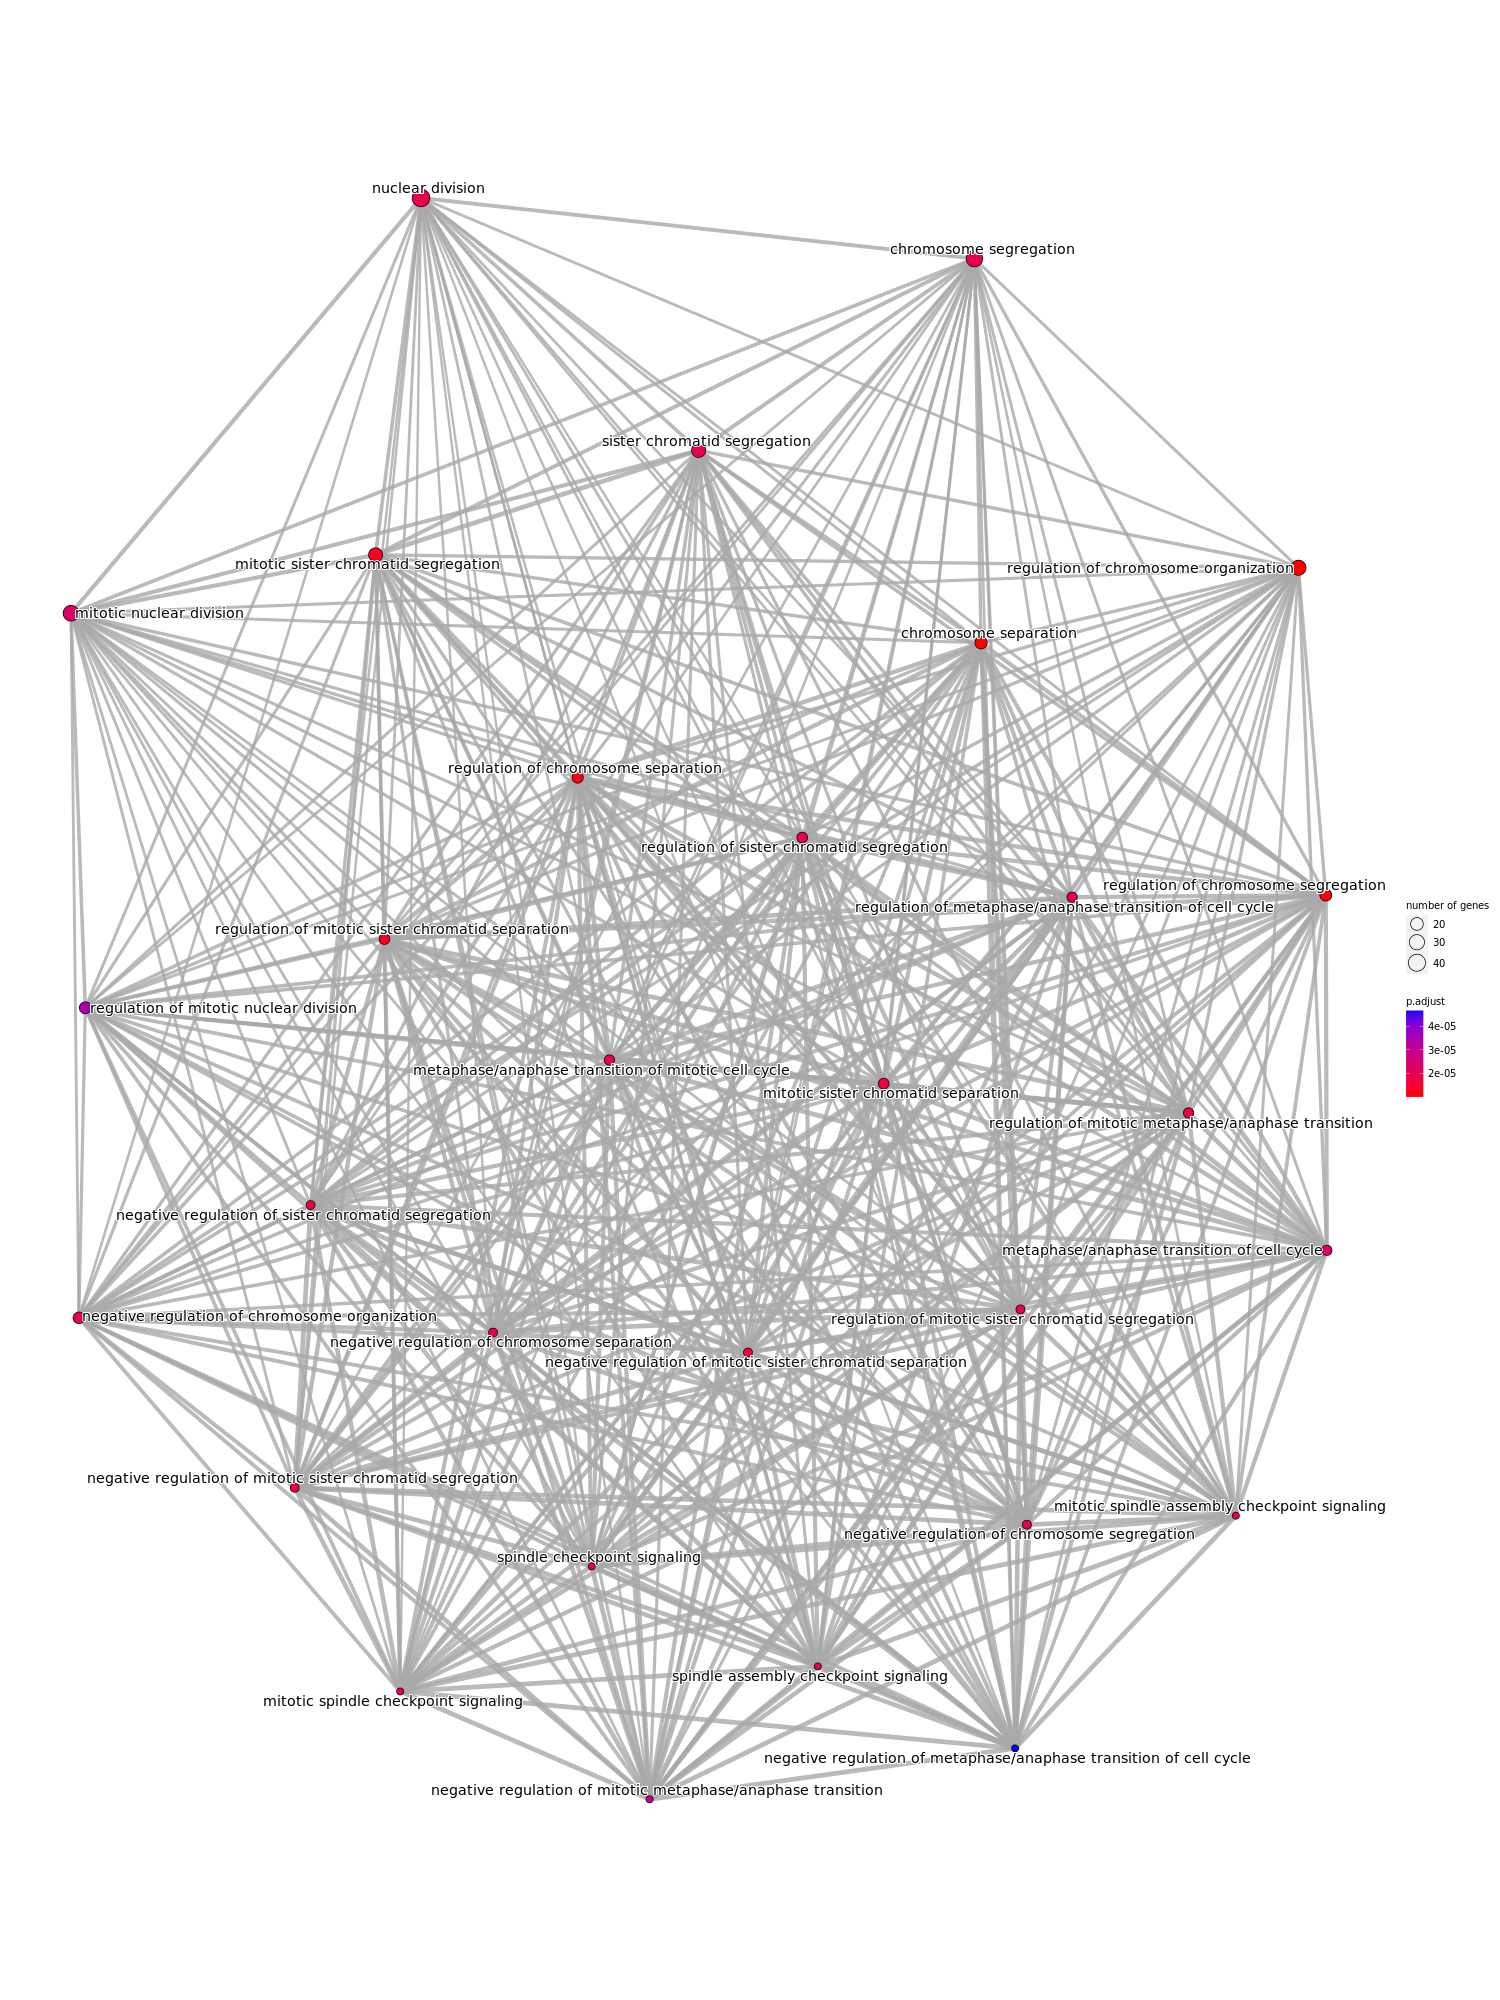 nuclear division
chromosome segregation
sister chromatid segregation
mitotic sister chromatid segregation
regulation of chromosome organization
mitotic nuclear division
chromosome separation
regulation of chromosome separation
regulation of sister chromatid segregation
regulation of chromosome segregation
regulation of metaphase/anaphase transition of cell cycle
number of genes
20
30
40
regulation of mitotic sister chromatid separation
p.adjust
4e-05
3e-05
2e-05
regulation of mitotic nuclear division
metaphase/anaphase transition of mitotic cell cycle
mitotic sister chromatid separation
regulation of mitotic metaphase/anaphase transition
negative regulation of sister chromatid segregation
metaphase/anaphase transition of cell cycle
negative regulation of chromosome organization
regulation of mitotic sister chromatid segregation
negative regulation of chromosome separation
negative regulation of mitotic sister chromatid separation
negative regulation of mitotic sister chromatid segregation
mitotic spindle assembly checkpoint signaling
negative regulation of chromosome segregation
spindle checkpoint signaling
spindle assembly checkpoint signaling
mitotic spindle checkpoint signaling
negative regulation of metaphase/anaphase transition of cell cycle
negative regulation of mitotic metaphase/anaphase transition